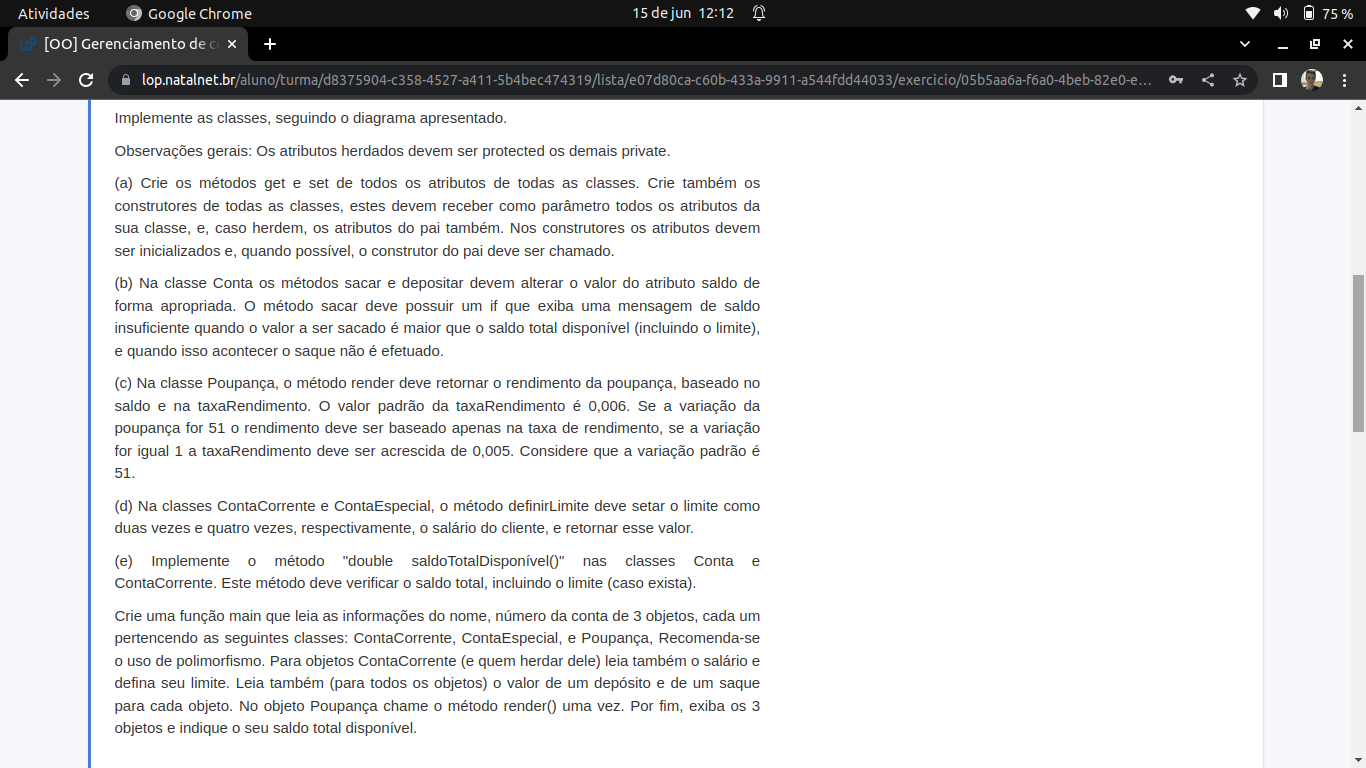 Atividades
Google Chrome
15 de jun 12:12
75 %
[OO] Gerenciamento de c
lop.natalnet.br/aluno/turma/d8375904-c358-4527-a411-5b4bec474319/lista/e07d80ca-c60b-433a-9911-a544fdd44033/exercicio/05b5aa6a-f6a0-4beb-82e0-e...
Implemente as classes, seguindo o diagrama apresentado.
Observações gerais: Os atributos herdados devem ser protected os demais private.
(a) Crie os métodos get e set de todos os atributos de todas as classes. Crie também os
construtores de todas as classes, estes devem receber como parâmetro todos os atributos da
sua classe, e, caso herdem, os atributos do pai também. Nos construtores os atributos devem
ser inicializados e, quando possível, o construtor do pai deve ser chamado.
(b) Na classe Conta os métodos sacar e depositar devem alterar o valor do atributo saldo de
forma apropriada. O método sacar deve possuir um if que exiba uma mensagem de saldo
insuficiente quando o valor a ser sacado é maior que o saldo total disponível (incluindo o limite),
e quando isso acontecer o saque não é efetuado.
(c) Na classe Poupança, o método render deve retornar o rendimento da poupança, baseado no
saldo e na taxaRendimento. O valor padrão da taxaRendimento é 0,006. Se a variação da
poupança for 51 o rendimento deve ser baseado apenas na taxa de rendimento, se a variação
for igual 1 a taxaRendimento deve ser acrescida de 0,005. Considere que a variação padrão é
51.
(d) Na classes ContaCorrente e ContaEspecial, o método definirLimite deve setar o limite como
duas vezes e quatro vezes, respectivamente, o salário do cliente, e retornar esse valor.
(e) Implemente o método "double saldoTotalDisponível()" nas classes Conta e
ContaCorrente. Este método deve verificar o saldo total, incluindo o limite (caso exista).
Crie uma função main que leia as informações do nome, número da conta de 3 objetos, cada um
pertencendo as seguintes classes: ContaCorrente, ContaEspecial, e Poupança, Recomenda-se
o uso de polimorfismo. Para objetos ContaCorrente (e quem herdar dele) leia também o salário e
defina seu limite. Leia também (para todos os objetos) o valor de um depósito e de um saque
para cada objeto. No objeto Poupança chame o método render() uma vez. Por fim, exiba os 3
objetos e indique o seu saldo total disponível.